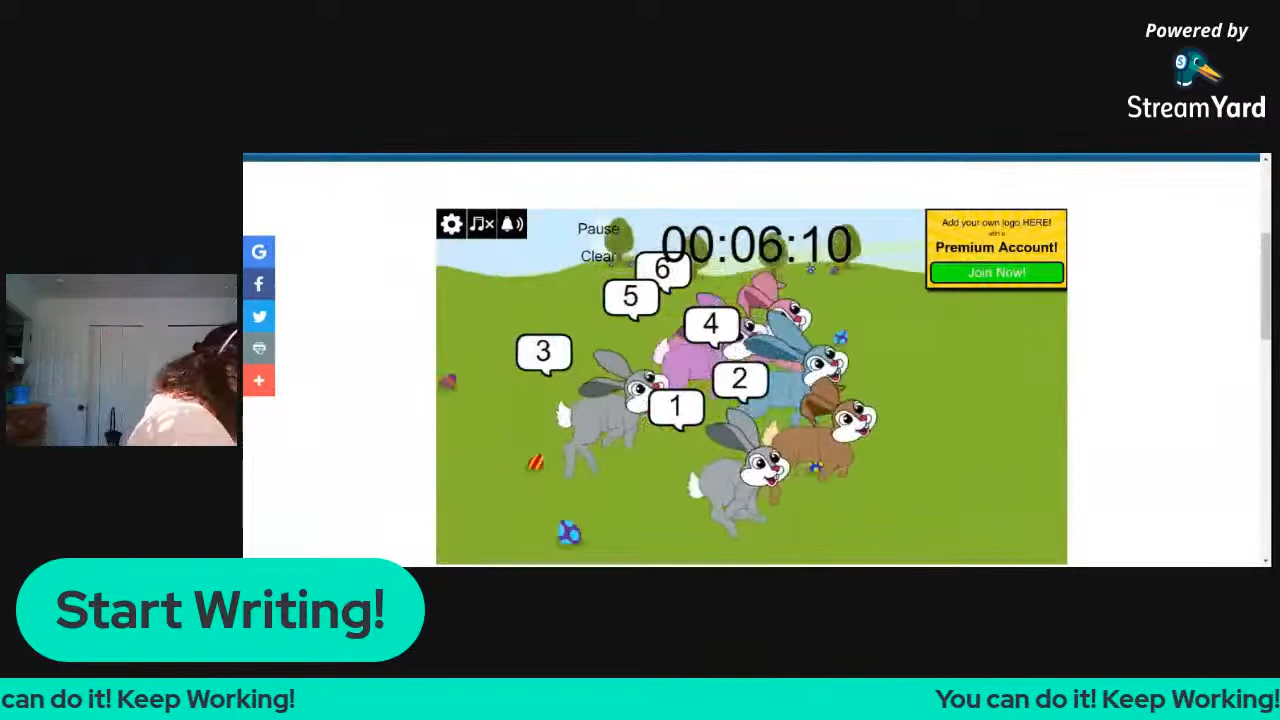 Powered by
StreamYard
Pause
Clear
00:06:10
Add your own logo HERE!
with a
Premium Account!
Join Now!
6
5
4
3
2
1
Start Writing!
can do it! Keep Working!
You can do it! Keep Working!